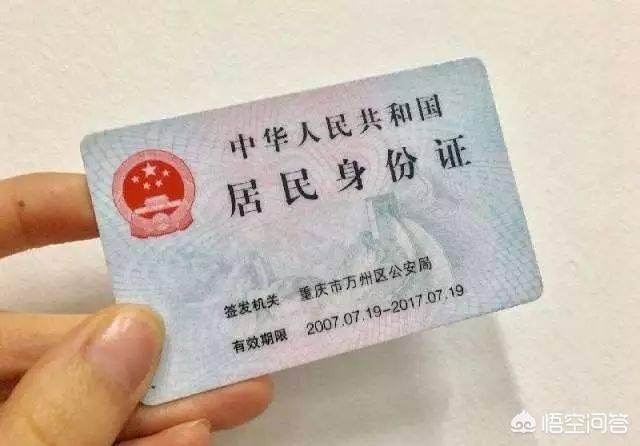 中华人民共和国
居民身份证
签发机关 重庆市万州区公安局
有效期限 2007.07.19-2017.07.19
悟空问答